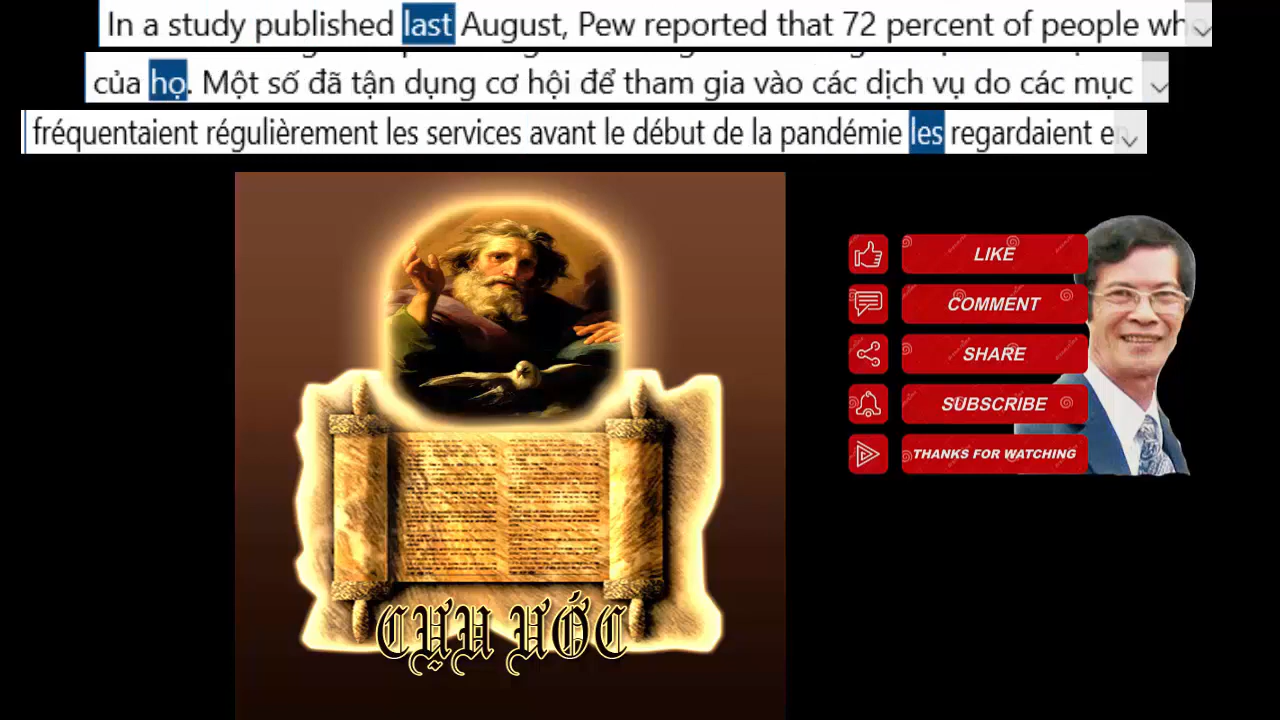 In a study published last August, Pew reported that 72 percent of people wh
của họ. Một số đã tận dụng cơ hội để tham gia vào các dịch vụ do các mục
fréquentaient régulièrement les services avant le début de la pandémie les regardaient e
LIKE
COMMENT
SHARE
SUBSCRIBE
THANKS FOR WATCHING
CỰU ƯỚC